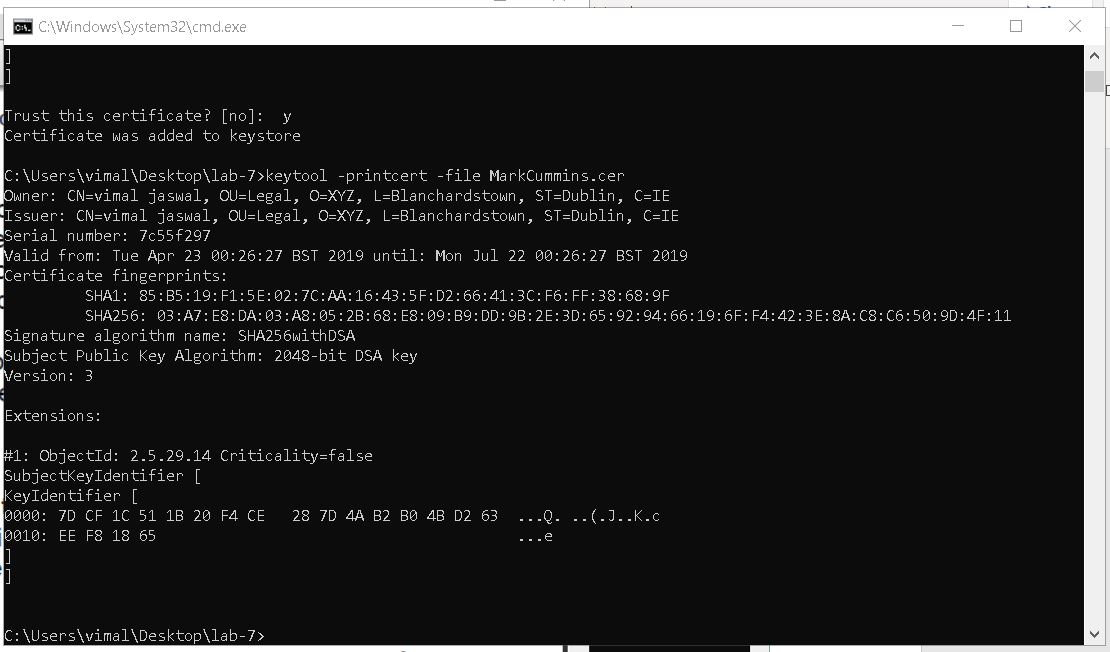 C:\Windows\System32\cmd.exe
]
]
Trust this certificate? [no]:  y
Certificate was added to keystore
C:\Users\vimal\Desktop\lab-7>keytool -printcert -file MarkCummins.cer
Owner: CN=vimal jaswal, OU=Legal, O=XYZ, L=Blanchardstown, ST=Dublin, C=IE
Issuer: CN=vimal jaswal, OU=Legal, O=XYZ, L=Blanchardstown, ST=Dublin, C=IE
Serial number: 7c55f297
Valid from: Tue Apr 23 00:26:27 BST 2019 until: Mon Jul 22 00:26:27 BST 2019
Certificate fingerprints:
SHA1: 85:B5:19:F1:5E:02:7C:AA:16:43:5F:D2:66:41:3C:F6:FF:38:68:9F
SHA256: 03:A7:E8:DA:03:A8:05:2B:68:E8:09:B9:DD:9B:2E:3D:65:92:94:66:19:6F:F4:42:3E:8A:C8:C6:50:9D:4F:11
Signature algorithm name: SHA256withDSA
Subject Public Key Algorithm: 2048-bit DSA key
Version: 3
Extensions:
#1: ObjectId: 2.5.29.14 Criticality=false
SubjectKeyIdentifier [
KeyIdentifier [
0000: 7D CF 1C 51 1B 20 F4 CE   28 7D 4A B2 B0 4B D2 63  ...Q. ..(.J..K.c
0010: EE F8 18 65                                        ...e
]
]
C:\Users\vimal\Desktop\lab-7>